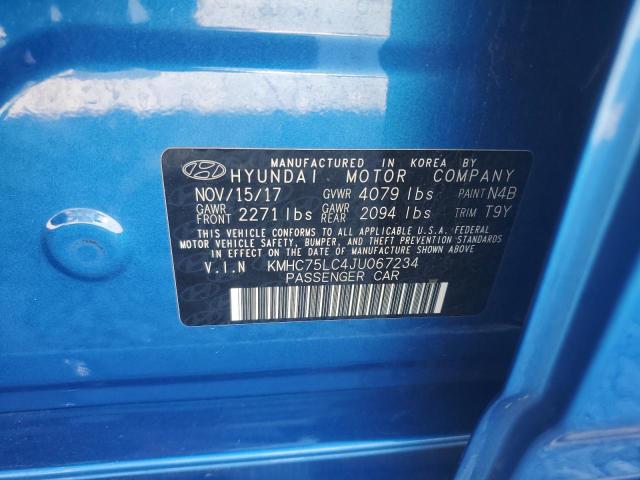 MANUFACTURED IN KOREA BY
HYUNDAI MOTOR COMPANY
NOV/15/17 GVWR 4079 lbs PAINT N4B
GAWR FRONT 2271 lbs GAWR REAR 2094 lbs TRIM T9Y
THIS VEHICLE CONFORMS TO ALL APPLICABLE U.S.A. FEDERAL
MOTOR VEHICLE SAFETY, BUMPER, AND THEFT PREVENTION STANDARDS
IN EFFECT ON THE DATE OF MANUFACTURE SHOWN ABOVE.
V.I.N KMHC75LC4JU067234
PASSENGER CAR